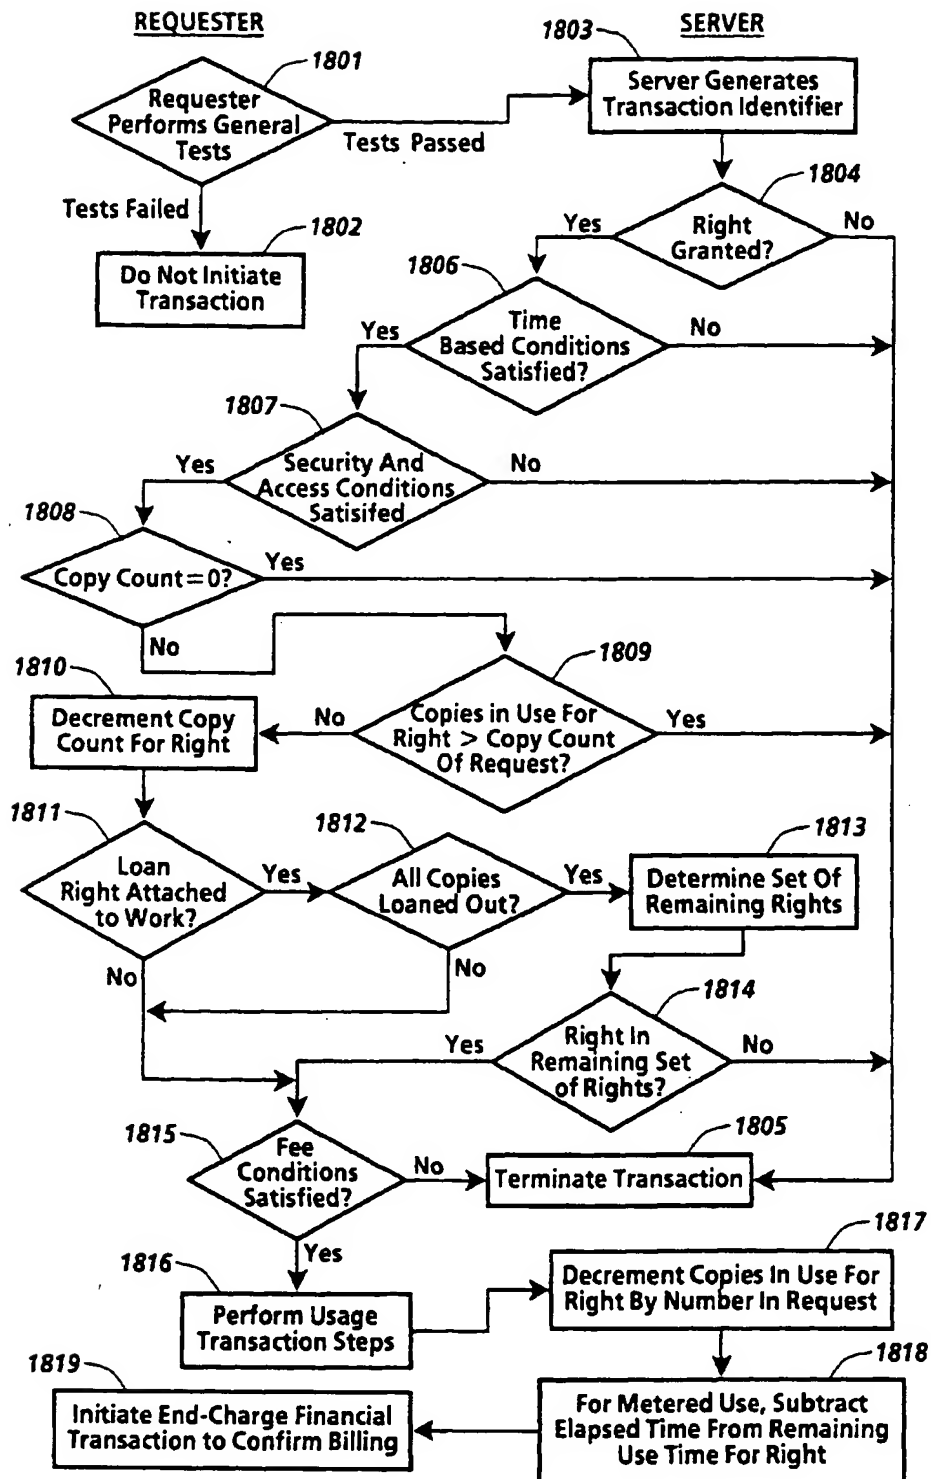 REQUESTER
SERVER
1801
1803
Requester
Performs General
Tests
Tests Passed
Server Generates
Transaction Identifier
Tests Failed
1802
Do Not Initiate
Transaction
1804
Yes
Right
Granted?
No
1806
Yes
Time
Based Conditions
Satisfied?
No
1807
Yes
Security And
Access Conditions
Satisifed
No
1808
Copy Count=0?
Yes
No
1809
Copies in Use For
Right > Copy Count
Of Request?
No
Yes
1810
Decrement Copy
Count For Right
1811
Loan
Right Attached
to Work?
Yes
No
1812
All Copies
Loaned Out?
Yes
No
1813
Determine Set Of
Remaining Rights
1814
Yes
Right In
Remaining Set
of Rights?
No
1815
Fee
Conditions
Satisfied?
No
Yes
1805
Terminate Transaction
1816
Perform Usage
Transaction Steps
1817
Decrement Copies In Use For
Right By Number In Request
1818
For Metered Use, Subtract
Elapsed Time From Remaining
Use Time For Right
1819
Initiate End-Charge Financial
Transaction to Confirm Billing